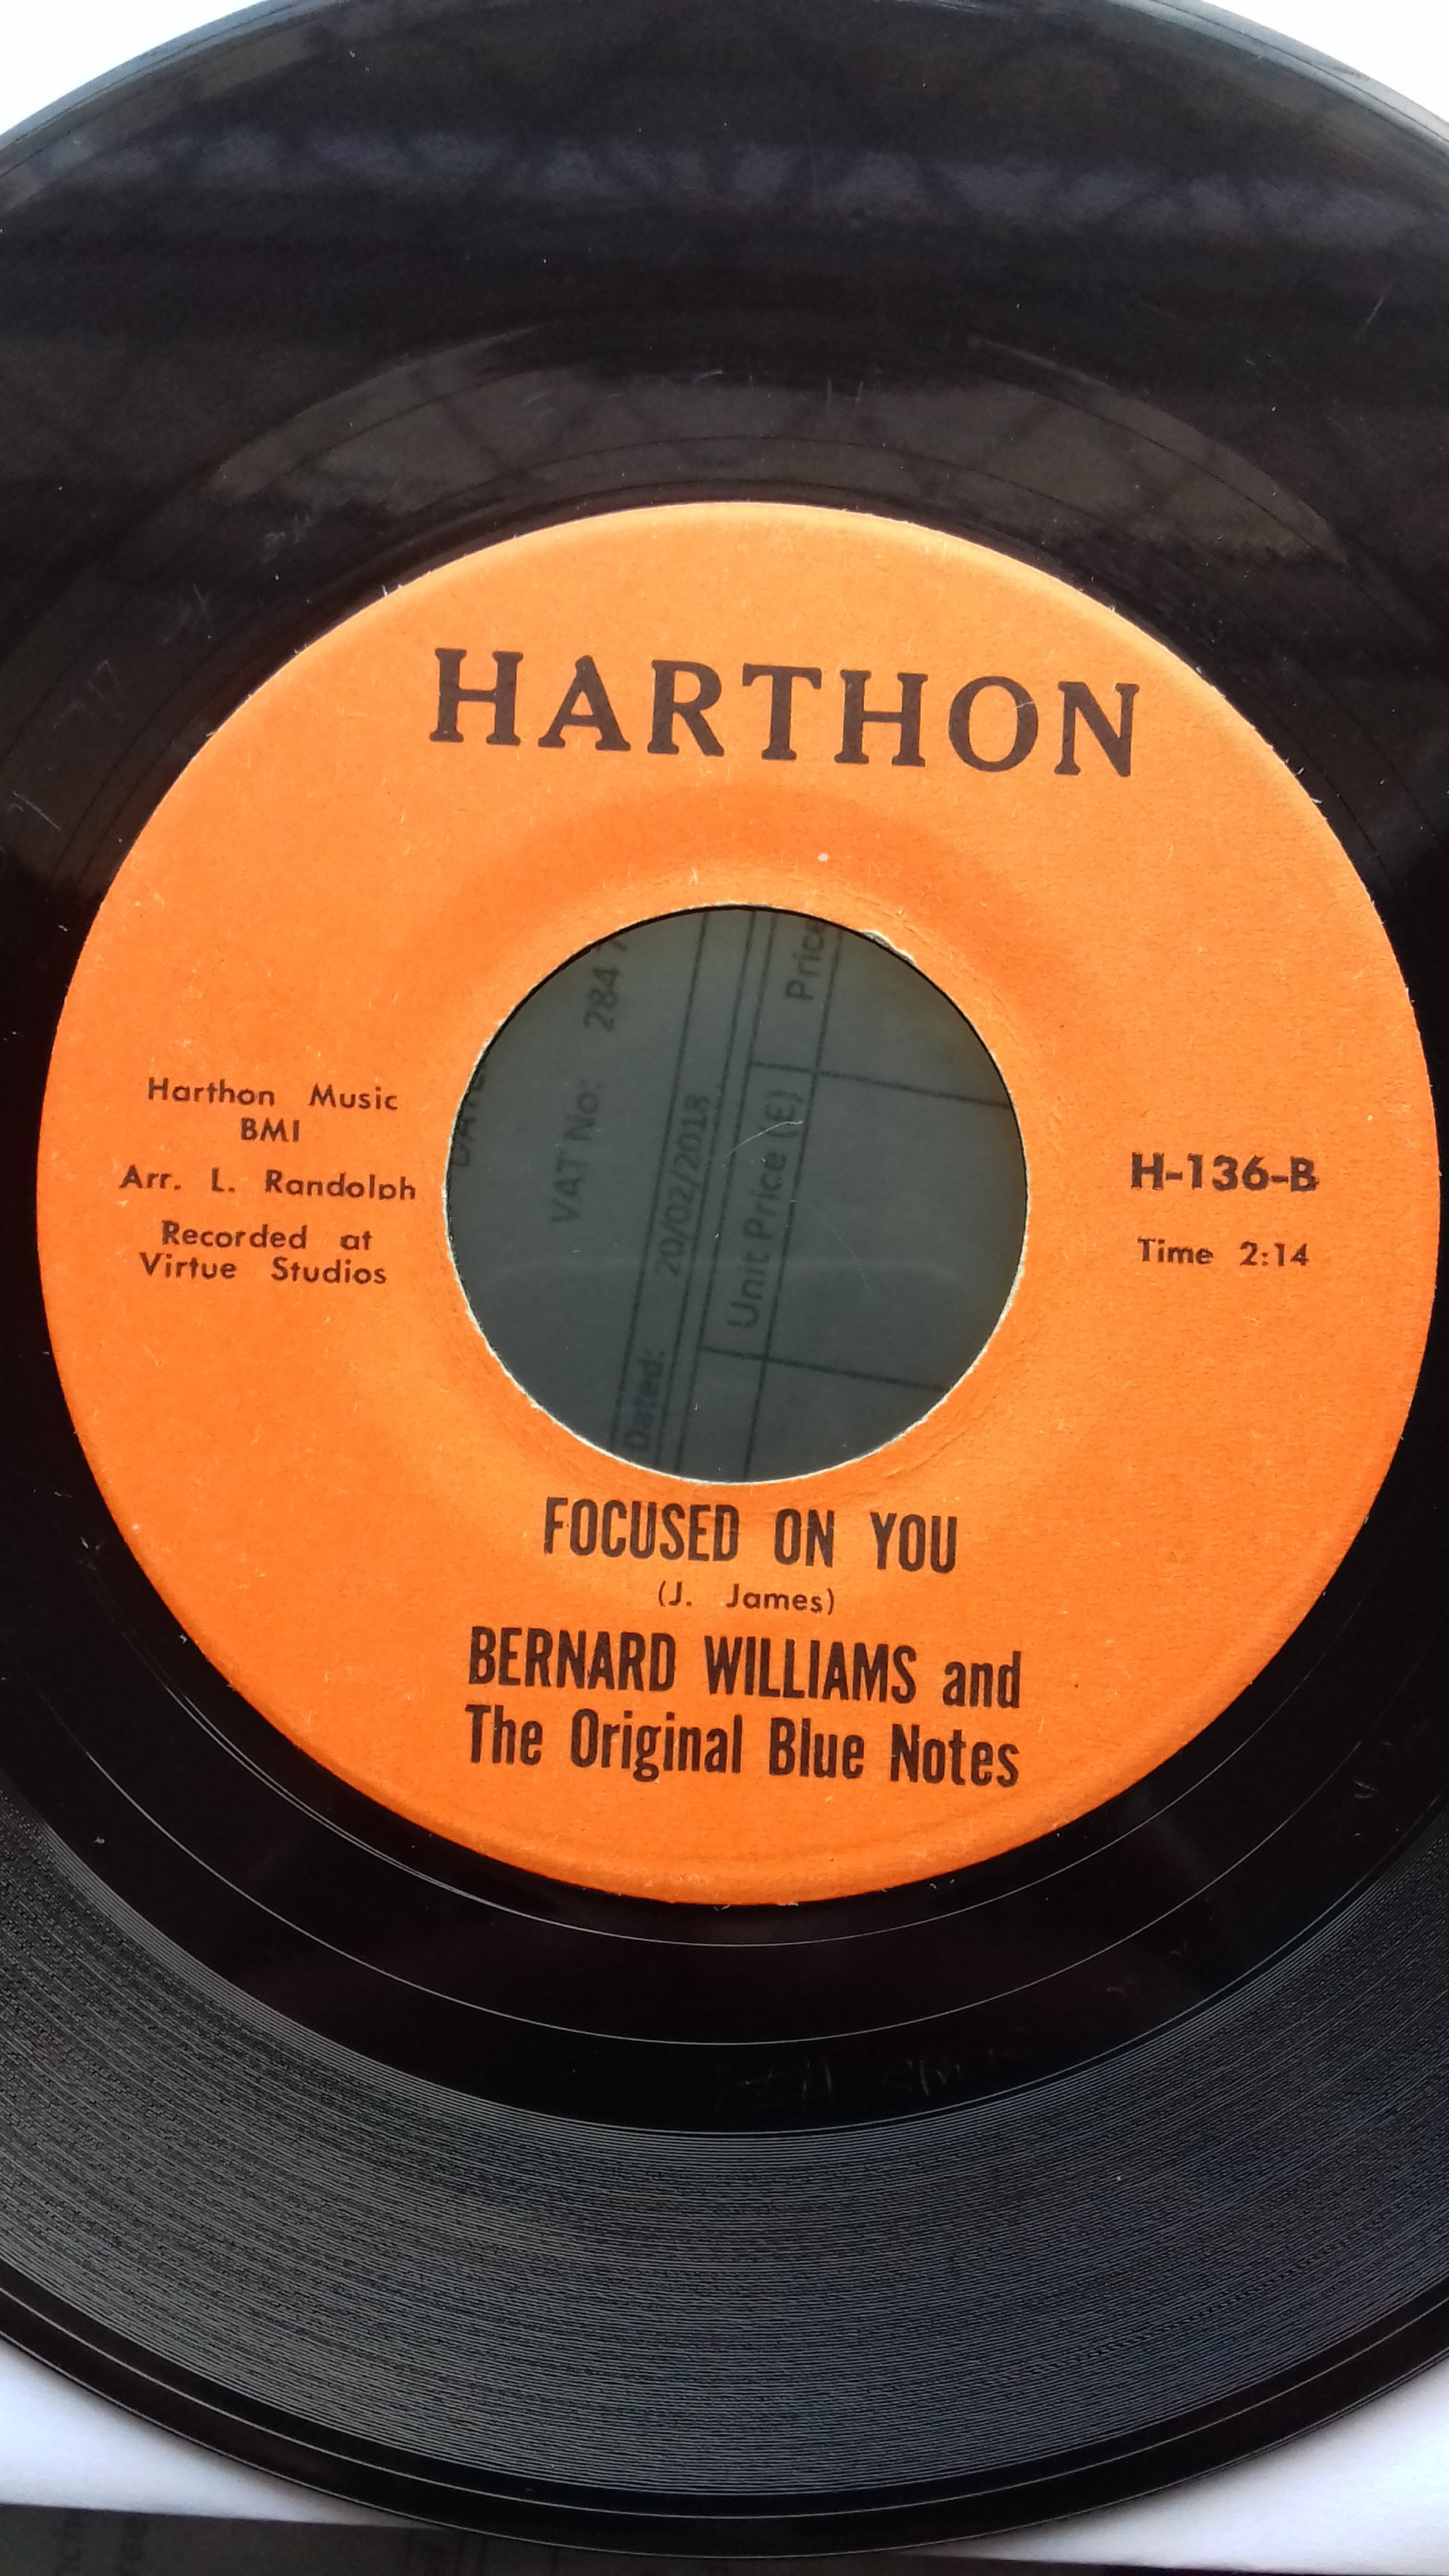 HARTHON
Harthon Music
BMI
Arr. L. Randolph
Recorded at
Virtue Studios
H-136-B
Time 2:14
VAT No: 284
Dated: 20/02/2018
Unit Price (£)
Price
FOCUSED ON YOU
(J. James)
BERNARD WILLIAMS and
The Original Blue Notes